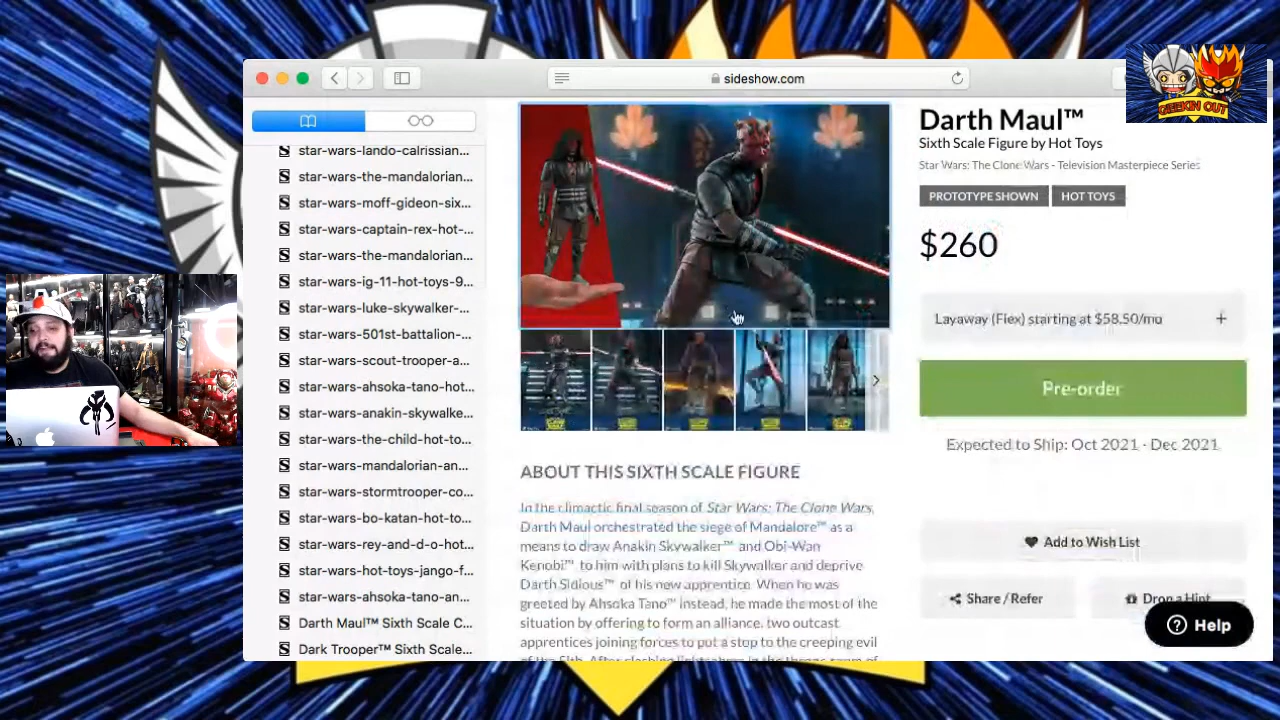 sideshow.com
GEEKIN OUT
star-wars-lando-calrissian...
star-wars-the-mandalorian...
star-wars-moff-gideon-six...
star-wars-captain-rex-hot-...
star-wars-the-mandalorian...
star-wars-ig-11-hot-toys-9...
star-wars-luke-skywalker-...
star-wars-501st-battalion-...
star-wars-scout-trooper-a...
star-wars-ahsoka-tano-hot...
star-wars-anakin-skywalke...
star-wars-the-child-hot-to...
star-wars-mandalorian-an...
star-wars-stormtrooper-co...
star-wars-bo-katan-hot-to...
star-wars-rey-and-d-o-hot...
star-wars-hot-toys-jango-f...
star-wars-ahsoka-tano-an...
Darth Maul™ Sixth Scale C...
Dark Trooper™ Sixth Scale...
Darth Maul™
Sixth Scale Figure by Hot Toys
Star Wars: The Clone Wars - Television Masterpiece Series
PROTOTYPE SHOWN HOT TOYS
$260
Layaway (Flex) starting at $58.50/mo +
Pre-order
Expected to Ship: Oct 2021 - Dec 2021
Add to Wish List
Share / Refer
Drop a Hint
Help
ABOUT THIS SIXTH SCALE FIGURE
In the climactic final season of Star Wars: The Clone Wars,
Darth Maul orchestrated the siege of Mandalore™ as a
means to draw Anakin Skywalker™ and Obi-Wan
Kenobi™ to him with plans to kill Skywalker and deprive
Darth Sidious™ of his new apprentice. When he was
greeted by Ahsoka Tano™ instead, he made the most of the
situation by offering to form an alliance, two outcast
apprentices joining forces to put a stop to the creeping evil